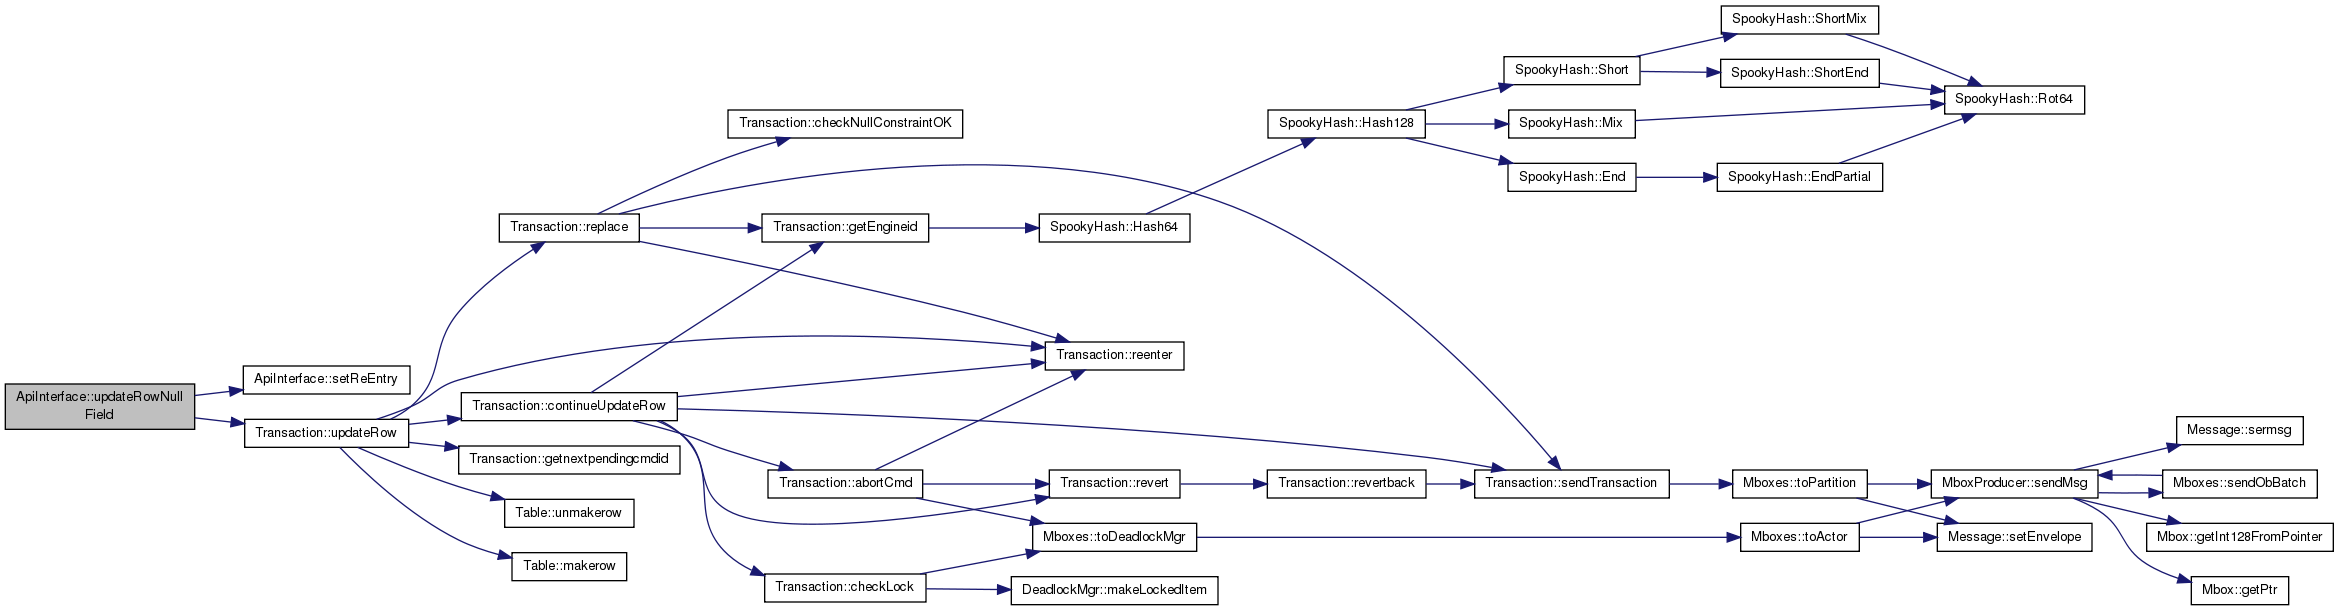 ApiInterface::updateRowNull
Field
ApiInterface::setReEntry
Transaction::updateRow
Transaction::replace
Transaction::continueUpdateRow
Transaction::getnextpendingcmdid
Table::unmakerow
Table::makerow
Transaction::checkNullConstraintOK
Transaction::getEngineid
Transaction::abortCmd
Transaction::checkLock
SpookyHash::Hash64
Transaction::reenter
Transaction::revert
Mboxes::toDeadlockMgr
DeadlockMgr::makeLockedItem
SpookyHash::Hash128
Transaction::revertback
SpookyHash::Short
SpookyHash::Mix
SpookyHash::End
Transaction::sendTransaction
SpookyHash::ShortMix
SpookyHash::ShortEnd
SpookyHash::EndPartial
Mboxes::toPartition
Mboxes::toActor
SpookyHash::Rot64
MboxProducer::sendMsg
Message::setEnvelope
Message::sermsg
Mboxes::sendObBatch
Mbox::getInt128FromPointer
Mbox::getPtr